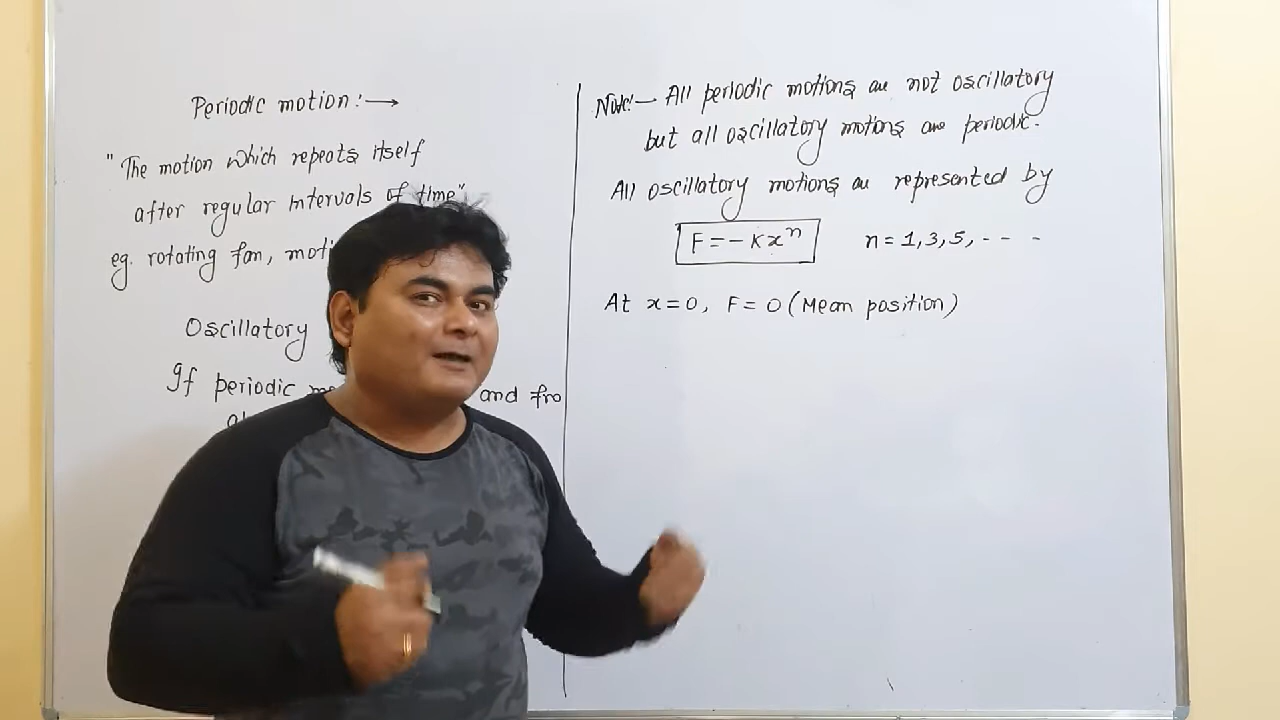 Periodic motion:→
"The motion which repeats itself
after regular intervals of time"
eg. rotating fan,
Oscillatory
If periodic and fro
Note:- All periodic motions are not oscillatory
but all oscillatory motions are periodic.
All oscillatory motions are represented by
F = -Kxⁿ n = 1, 3, 5, - - -
At x = 0, F = 0 (Mean position)